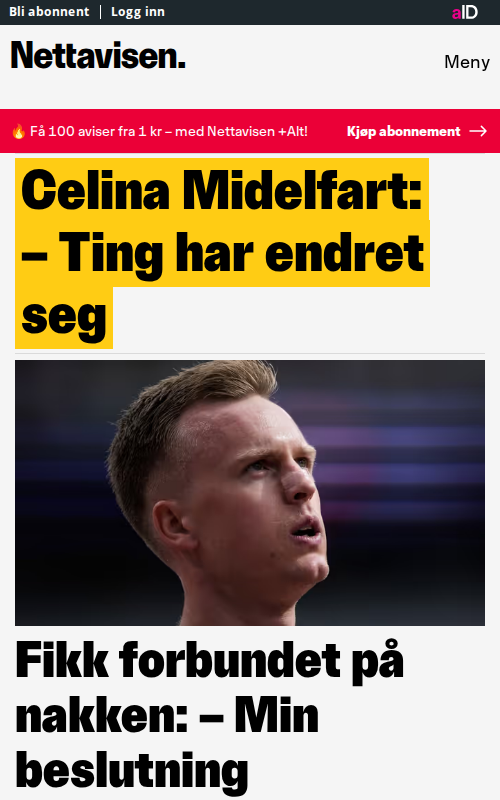 Bli abonnent | Logg inn
aID
Nettavisen.
Meny
🔥 Få 100 aviser fra 1 kr – med Nettavisen +Alt!
Kjøp abonnement →
Celina Midelfart:
– Ting har endret
seg
Fikk forbundet på
nakken: – Min
beslutning